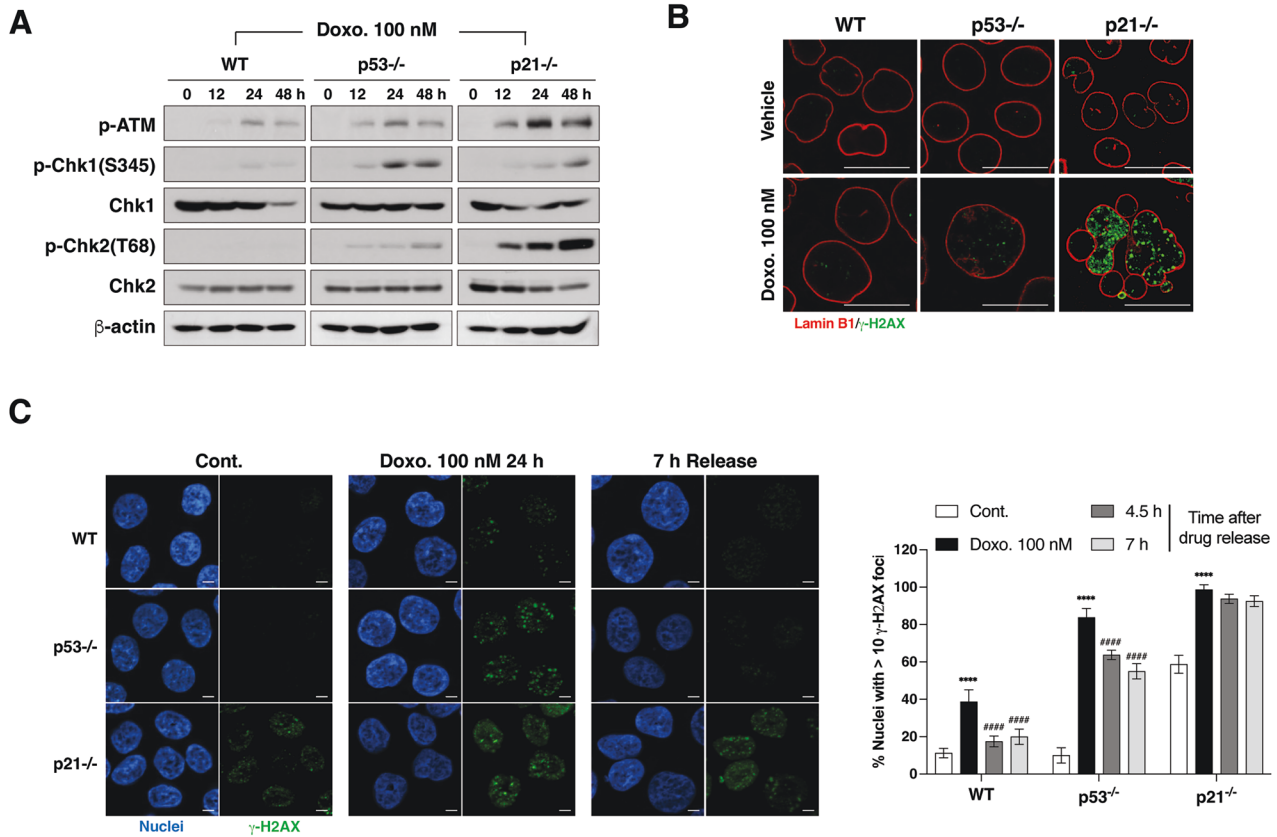 A
Doxo. 100 nM
WT p53-/- p21-/-
0 12 24 48 h 0 12 24 48 h 0 12 24 48 h
p-ATM
p-Chk1(S345)
Chk1
p-Chk2(T68)
Chk2
β-actin
B
WT p53-/- p21-/-
Vehicle
Doxo. 100 nM
Lamin B1/γ-H2AX
C
Cont. Doxo. 100 nM 24 h 7 h Release
WT
p53-/-
p21-/-
Nuclei γ-H2AX
Cont. 4.5 h
Doxo. 100 nM 7 h
Time after
drug release
% Nuclei with > 10 γ-H2AX foci
120
100
80
60
40
20
0
**** #### ####
**** #### ####
****
WT p53-/- p21-/-